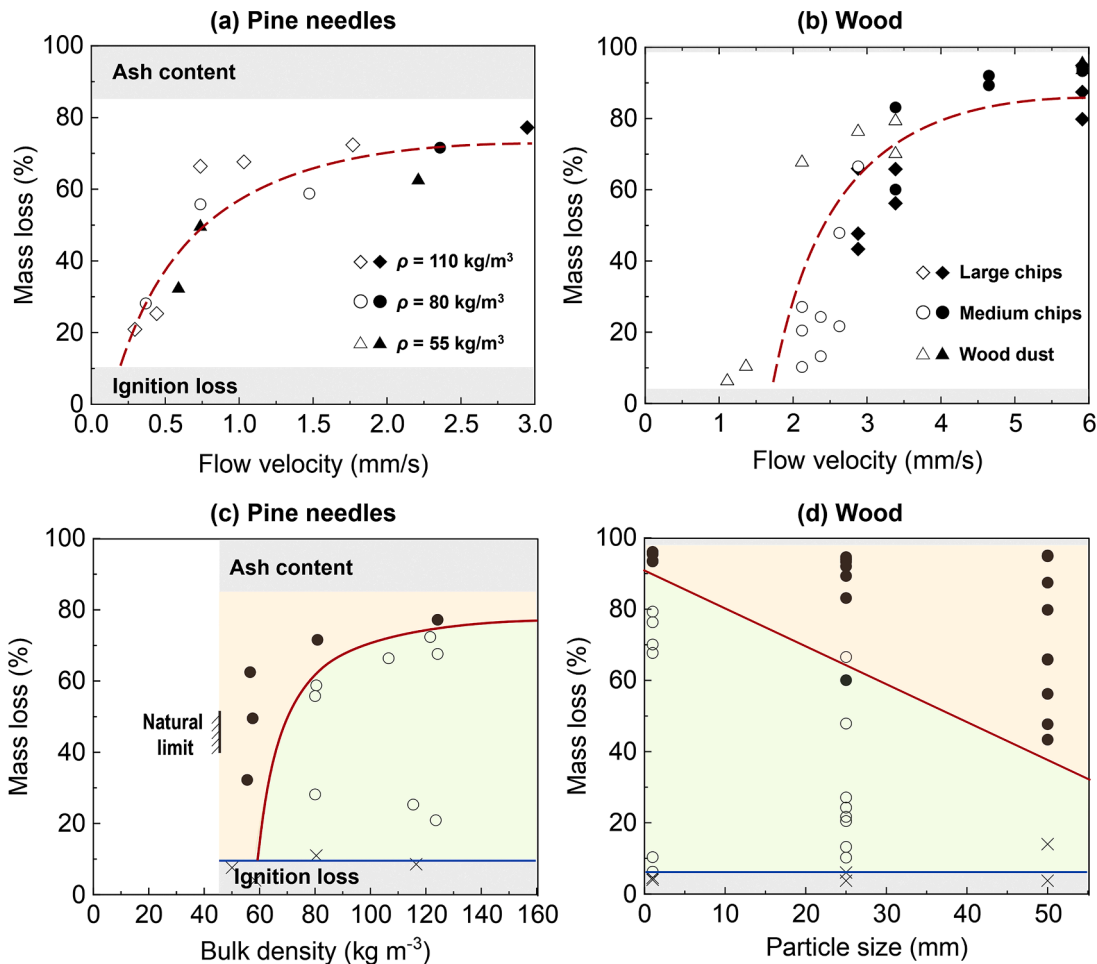 (a) Pine needles
100
80
60
40
20
0
Mass loss (%)
Ash content
ρ = 110 kg/m³
ρ = 80 kg/m³
ρ = 55 kg/m³
Ignition loss
0.0 0.5 1.0 1.5 2.0 2.5 3.0
Flow velocity (mm/s)
(b) Wood
100
80
60
40
20
0
Mass loss (%)
Large chips
Medium chips
Wood dust
0 1 2 3 4 5 6
Flow velocity (mm/s)
(c) Pine needles
100
80
60
40
20
0
Mass loss (%)
Ash content
Natural
limit
Ignition loss
0 20 40 60 80 100 120 140 160
Bulk density (kg m⁻³)
(d) Wood
100
80
60
40
20
0
Mass loss (%)
0 10 20 30 40 50
Particle size (mm)